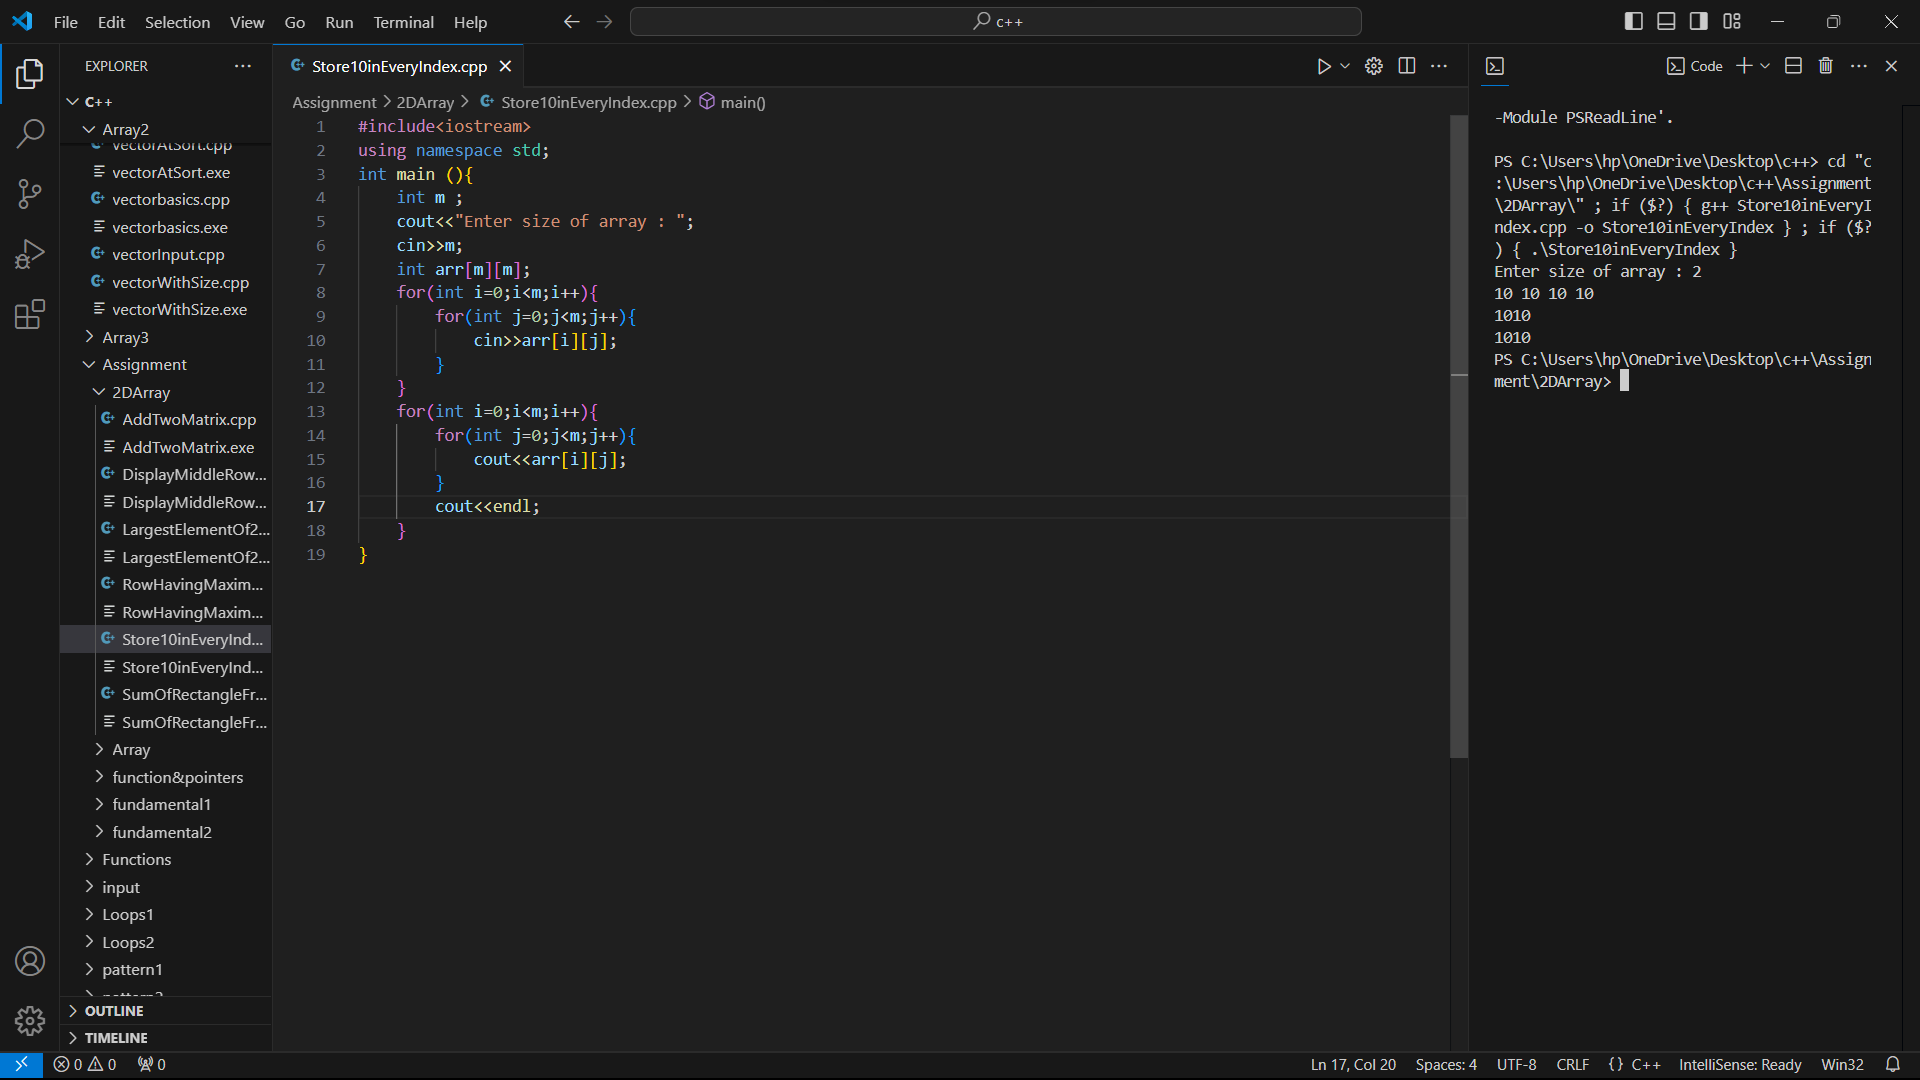 File Edit Selection View Go Run Terminal Help
c++
EXPLORER
C++
Array2
vectorAtSort.cpp
vectorAtSort.exe
vectorbasics.cpp
vectorbasics.exe
vectorInput.cpp
vectorWithSize.cpp
vectorWithSize.exe
Array3
Assignment
2DArray
AddTwoMatrix.cpp
AddTwoMatrix.exe
DisplayMiddleRow...
DisplayMiddleRow...
LargestElementOf2...
LargestElementOf2...
RowHavingMaxim...
RowHavingMaxim...
Store10inEveryInd...
Store10inEveryInd...
SumOfRectangleFr...
SumOfRectangleFr...
Array
function&pointers
fundamental1
fundamental2
Functions
input
Loops1
Loops2
pattern1
OUTLINE
TIMELINE
Store10inEveryIndex.cpp
Assignment > 2DArray > Store10inEveryIndex.cpp > main()
1 #include<iostream>
2 using namespace std;
3 int main (){
4 int m ;
5 cout<<"Enter size of array : ";
6 cin>>m;
7 int arr[m][m];
8 for(int i=0;i<m;i++){
9 for(int j=0;j<m;j++){
10 cin>>arr[i][j];
11 }
12 }
13 for(int i=0;i<m;i++){
14 for(int j=0;j<m;j++){
15 cout<<arr[i][j];
16 }
17 cout<<endl;
18 }
19 }
Code
-Module PSReadLine'.
PS C:\Users\hp\OneDrive\Desktop\c++> cd "c
:\Users\hp\OneDrive\Desktop\c++\Assignment
\2DArray\" ; if ($?) { g++ Store10inEveryI
ndex.cpp -o Store10inEveryIndex } ; if ($?
) { .\Store10inEveryIndex }
Enter size of array : 2
10 10 10 10
1010
1010
PS C:\Users\hp\OneDrive\Desktop\c++\Assign
ment\2DArray>
0 0 0
Ln 17, Col 20 Spaces: 4 UTF-8 CRLF {} C++ IntelliSense: Ready Win32